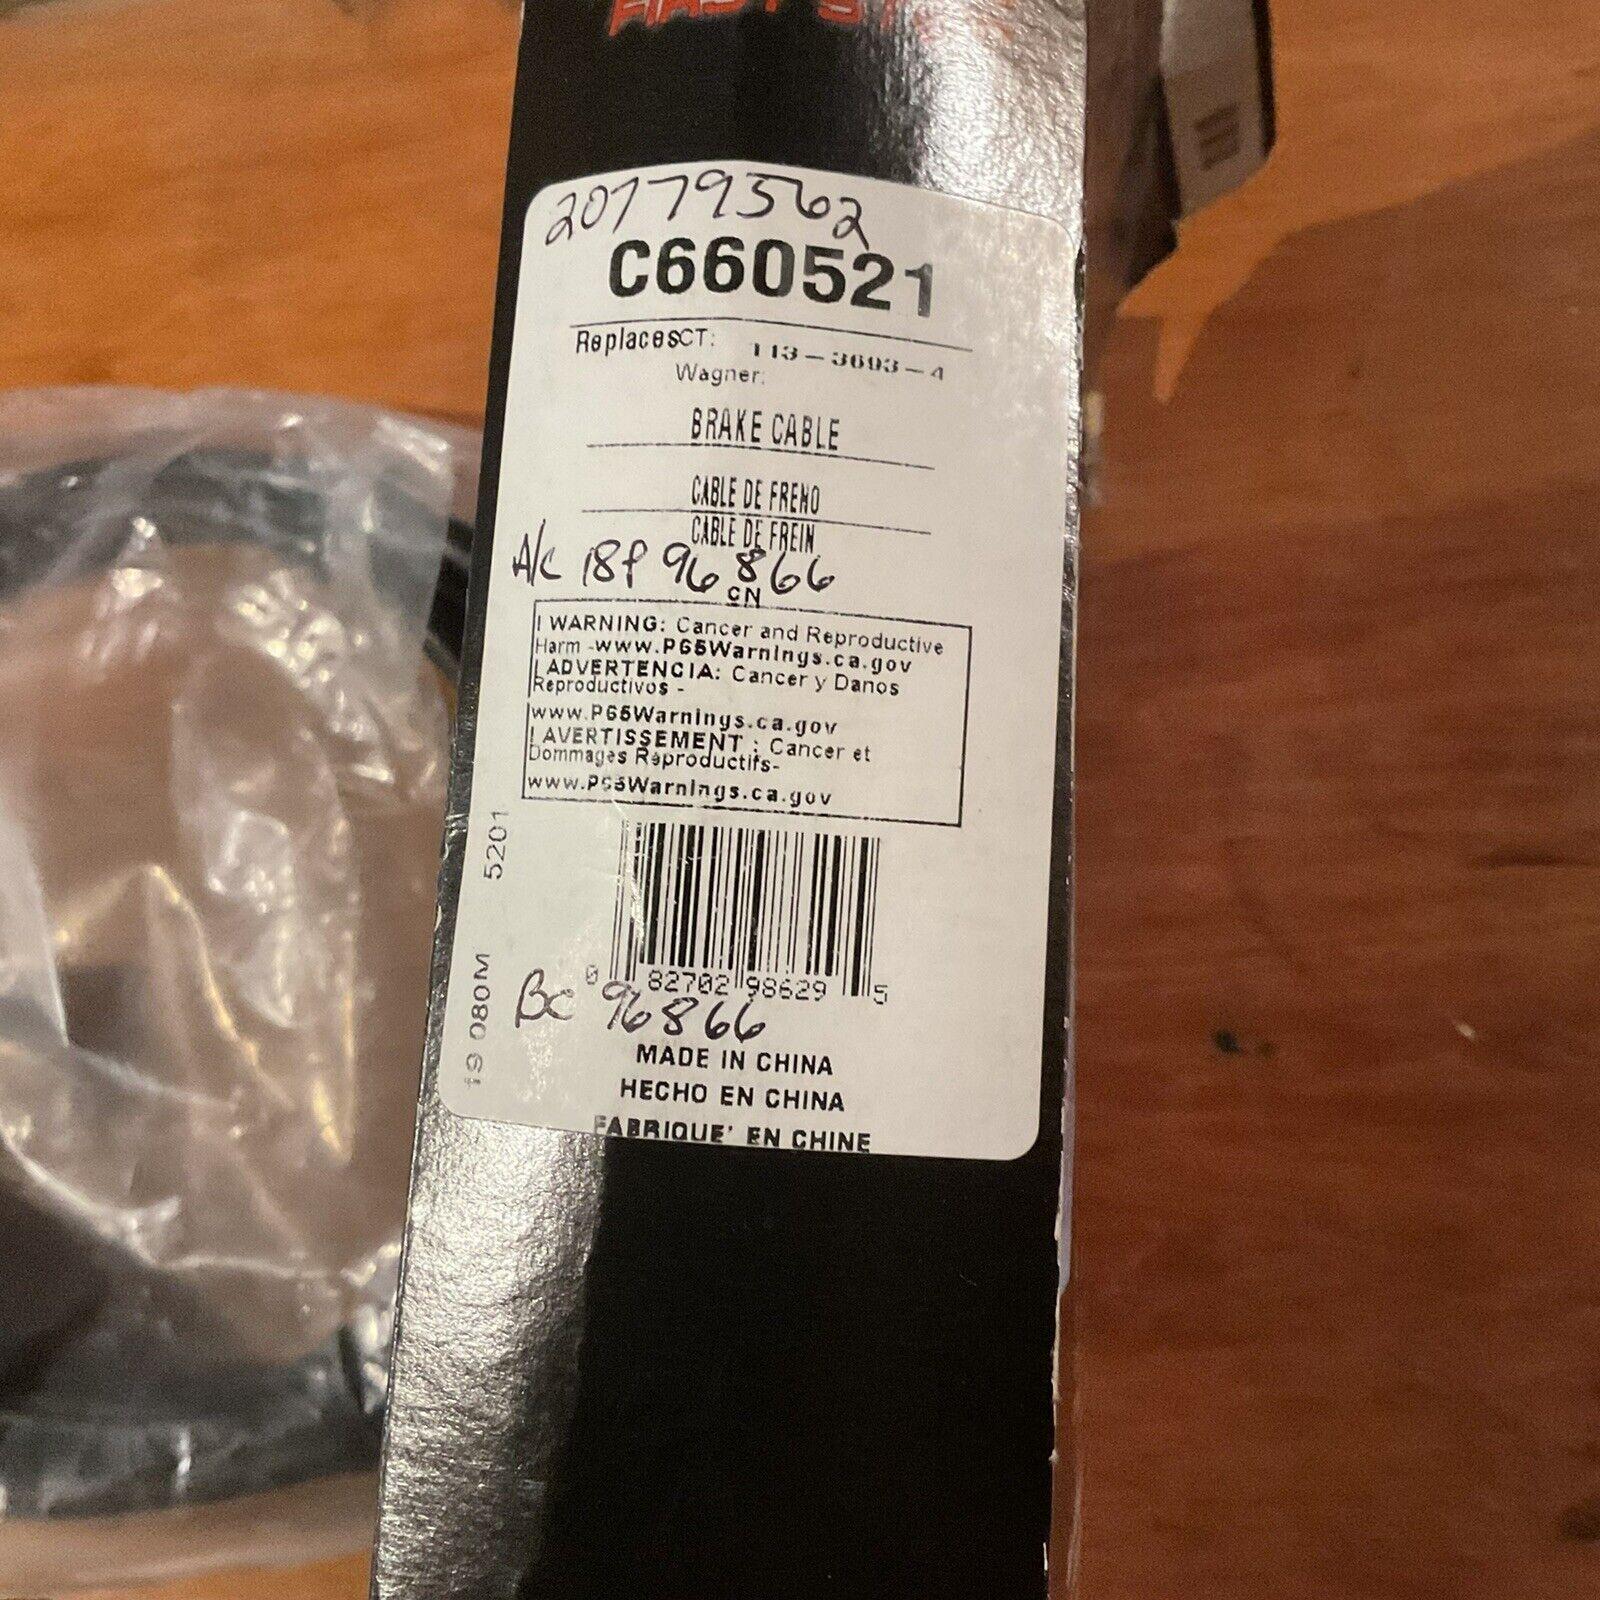 20779562
C660521
Replaces CT: 113-3693-4
Wagner:
BRAKE CABLE
CABLE DE FRENO
CABLE DE FREIN
A/C 18P 96866
CN
! WARNING: Cancer and Reproductive
Harm -www.P65Warnings.ca.gov
! ADVERTENCIA: Cancer y Danos
Reproductivos -
www.P65Warnings.ca.gov
! AVERTISSEMENT : Cancer et
Dommages Reproductifs-
www.P65Warnings.ca.gov
5201
19 080M
0 82702 98629 5
BC 96866
MADE IN CHINA
HECHO EN CHINA
FABRIQUE' EN CHINE